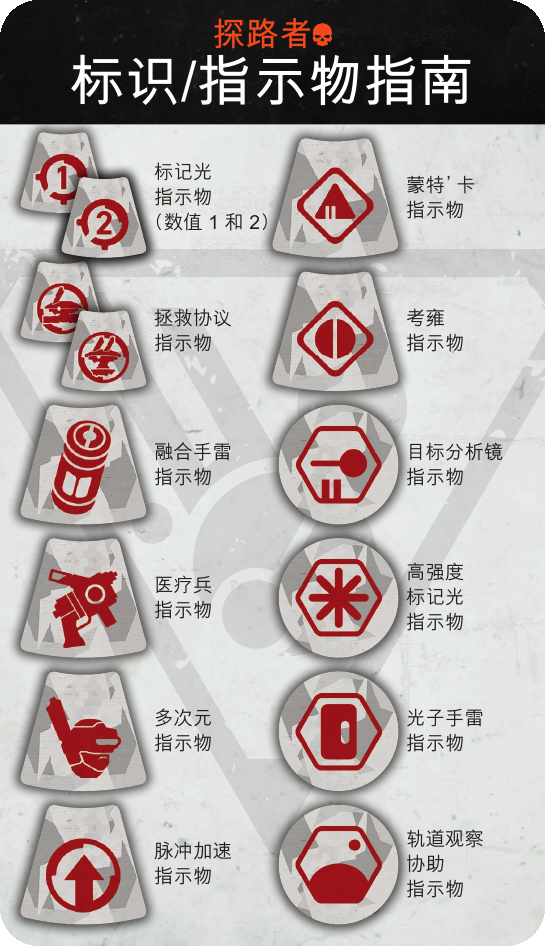 探路者
标识/指示物指南
1
2
标记光
指示物
（数值 1 和 2）
拯救协议
指示物
融合手雷
指示物
医疗兵
指示物
多次元
指示物
脉冲加速
指示物
蒙特’卡
指示物
考雍
指示物
目标分析镜
指示物
高强度
标记光
指示物
光子手雷
指示物
轨道观察
协助
指示物